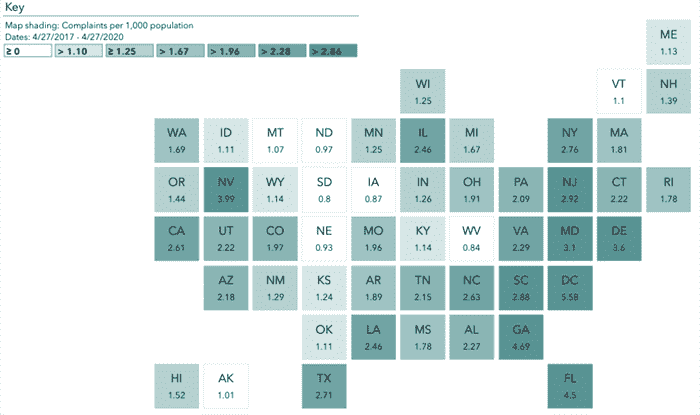 Key
Map shading: Complaints per 1,000 population
Dates: 4/27/2017 - 4/27/2020
≥ 0 > 1.10 ≥ 1.25 > 1.67 > 1.96 > 2.28 > 2.86
ME
1.13
WI VT NH
1.25 1.1 1.39
WA ID MT ND MN IL MI NY MA
1.69 1.11 1.07 0.97 1.25 2.46 1.67 2.76 1.81
OR NV WY SD IA IN OH PA NJ CT RI
1.44 3.99 1.14 0.8 0.87 1.26 1.91 2.09 2.92 2.22 1.78
CA UT CO NE MO KY WV VA MD DE
2.61 2.22 1.97 0.93 1.96 1.14 0.84 2.29 3.1 3.6
AZ NM KS AR TN NC SC DC
2.18 1.29 1.24 1.89 2.15 2.63 2.88 5.58
OK LA MS AL GA
1.11 2.46 1.78 2.27 4.69
HI AK TX FL
1.52 1.01 2.71 4.5